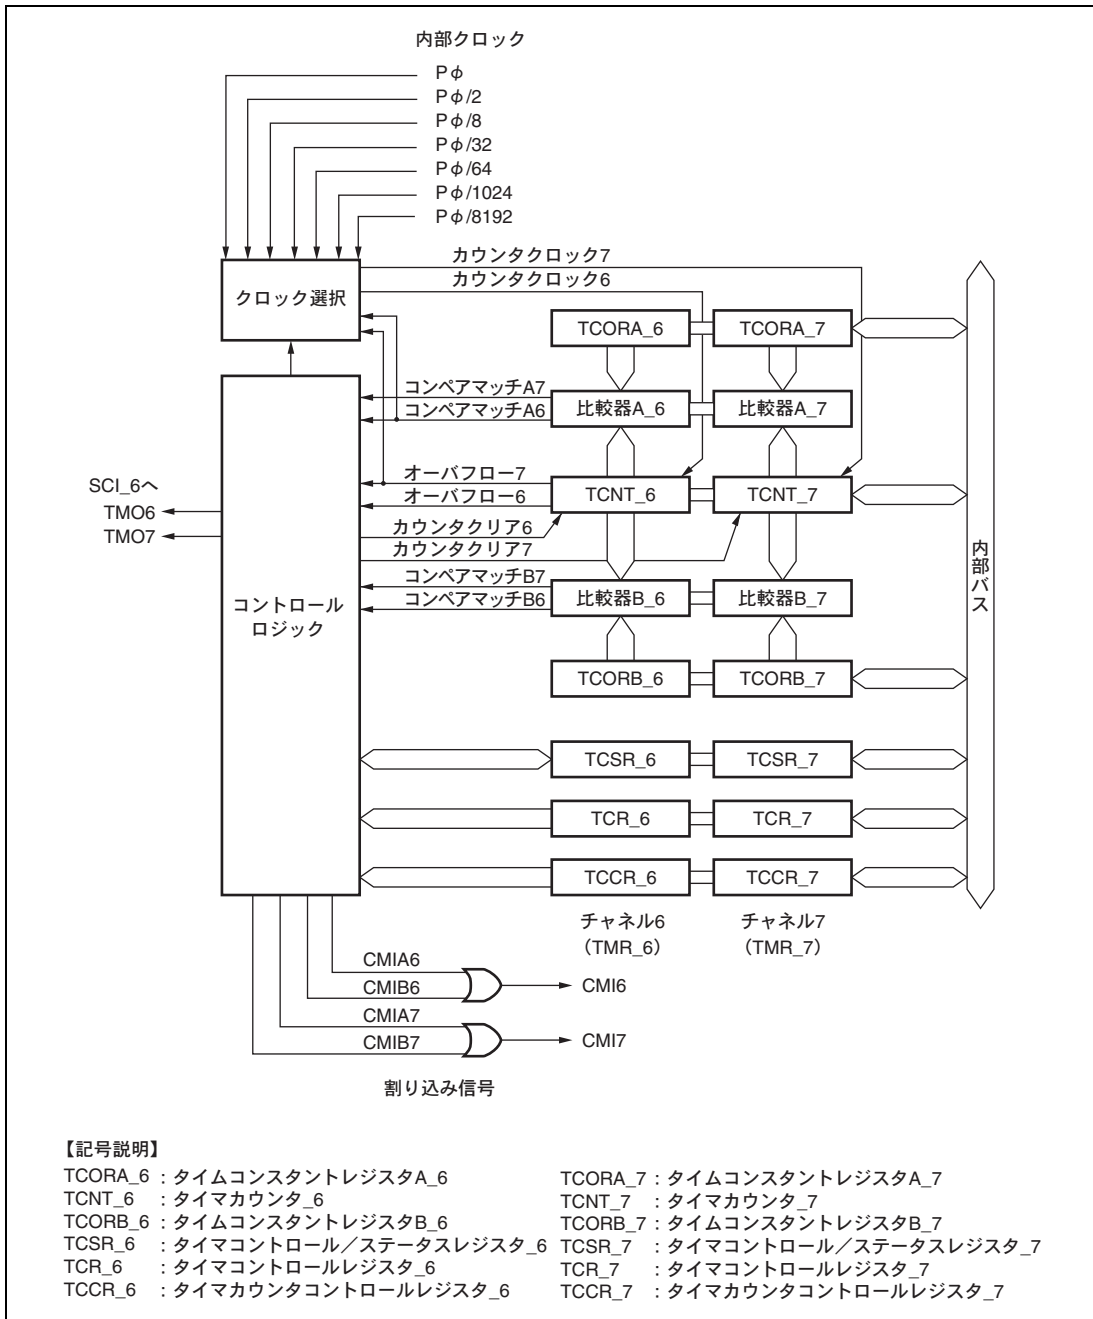 内部クロック
Pφ
Pφ/2
Pφ/8
Pφ/32
Pφ/64
Pφ/1024
Pφ/8192
カウンタクロック7
カウンタクロック6
クロック選択
TCORA_6
TCORA_7
コンペアマッチA7
コンペアマッチA6
比較器A_6
比較器A_7
オーバフロー7
オーバフロー6
TCNT_6
TCNT_7
SCI_6へ
TMO6
TMO7
カウンタクリア6
カウンタクリア7
内部バス
コンペアマッチB7
コンペアマッチB6
比較器B_6
比較器B_7
コントロール
ロジック
TCORB_6
TCORB_7
TCSR_6
TCSR_7
TCR_6
TCR_7
TCCR_6
TCCR_7
チャネル6
(TMR_6)
チャネル7
(TMR_7)
CMIA6
CMIB6
CMI6
CMIA7
CMIB7
CMI7
割り込み信号
【記号説明】
TCORA_6 : タイムコンスタントレジスタA_6
TCNT_6 : タイマカウンタ_6
TCORB_6 : タイムコンスタントレジスタB_6
TCSR_6 : タイマコントロール/ステータスレジスタ_6
TCR_6 : タイマコントロールレジスタ_6
TCCR_6 : タイマカウンタコントロールレジスタ_6
TCORA_7 : タイムコンスタントレジスタA_7
TCNT_7 : タイマカウンタ_7
TCORB_7 : タイムコンスタントレジスタB_7
TCSR_7 : タイマコントロール/ステータスレジスタ_7
TCR_7 : タイマコントロールレジスタ_7
TCCR_7 : タイマカウンタコントロールレジスタ_7